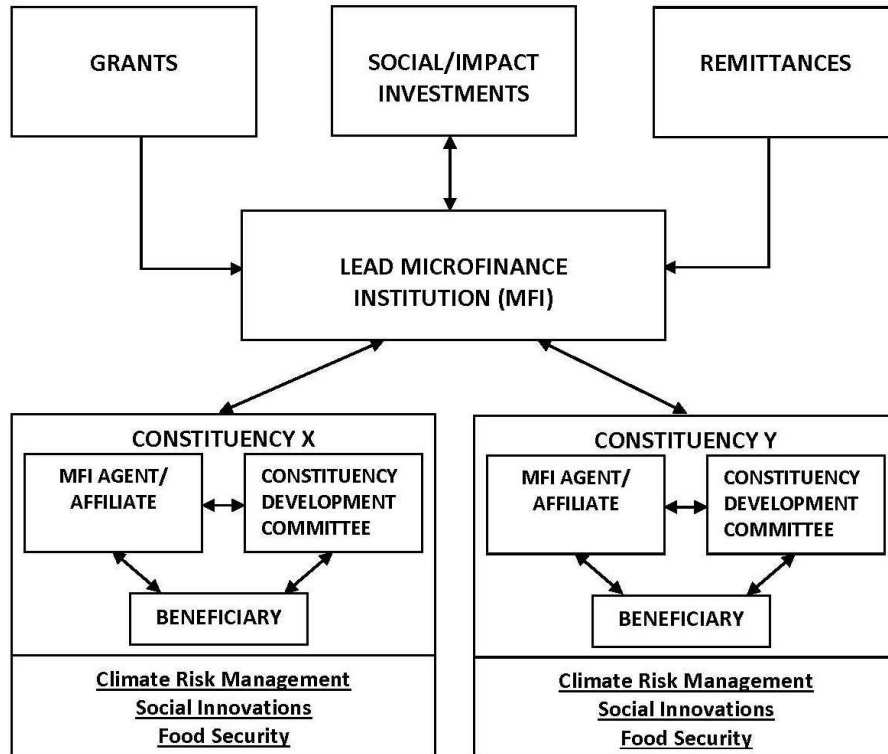 GRANTS
SOCIAL/IMPACT
INVESTMENTS
REMITTANCES
LEAD MICROFINANCE
INSTITUTION (MFI)
CONSTITUENCY X
MFI AGENT/
AFFILIATE
CONSTITUENCY
DEVELOPMENT
COMMITTEE
BENEFICIARY
Climate Risk Management
Social Innovations
Food Security
CONSTITUENCY Y
MFI AGENT/
AFFILIATE
CONSTITUENCY
DEVELOPMENT
COMMITTEE
BENEFICIARY
Climate Risk Management
Social Innovations
Food Security